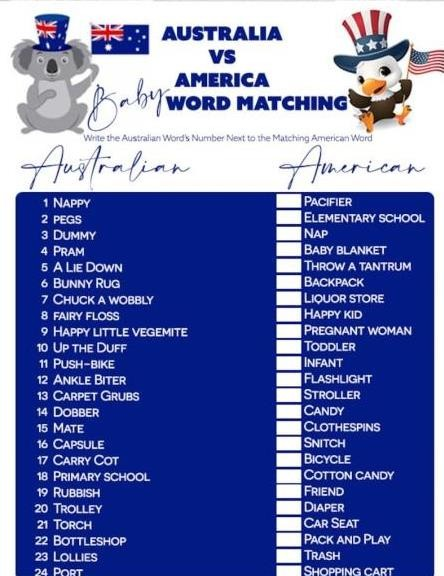 AUSTRALIA
VS
AMERICA
Baby WORD MATCHING
Write the Australian Word's Number Next to the Matching American Word
Australian American
1 NAPPY PACIFIER
2 PEGS ELEMENTARY SCHOOL
3 DUMMY NAP
4 PRAM BABY BLANKET
5 A LIE DOWN THROW A TANTRUM
6 BUNNY RUG BACKPACK
7 CHUCK A WOBBLY LIQUOR STORE
8 FAIRY FLOSS HAPPY KID
9 HAPPY LITTLE VEGEMITE PREGNANT WOMAN
10 UP THE DUFF TODDLER
11 PUSH-BIKE INFANT
12 ANKLE BITER FLASHLIGHT
13 CARPET GRUBS STROLLER
14 DOBBER CANDY
15 MATE CLOTHESPINS
16 CAPSULE SNITCH
17 CARRY COT BICYCLE
18 PRIMARY SCHOOL COTTON CANDY
19 RUBBISH FRIEND
20 TROLLEY DIAPER
21 TORCH CAR SEAT
22 BOTTLESHOP PACK AND PLAY
23 LOLLIES TRASH
24 PORT SHOPPING CART